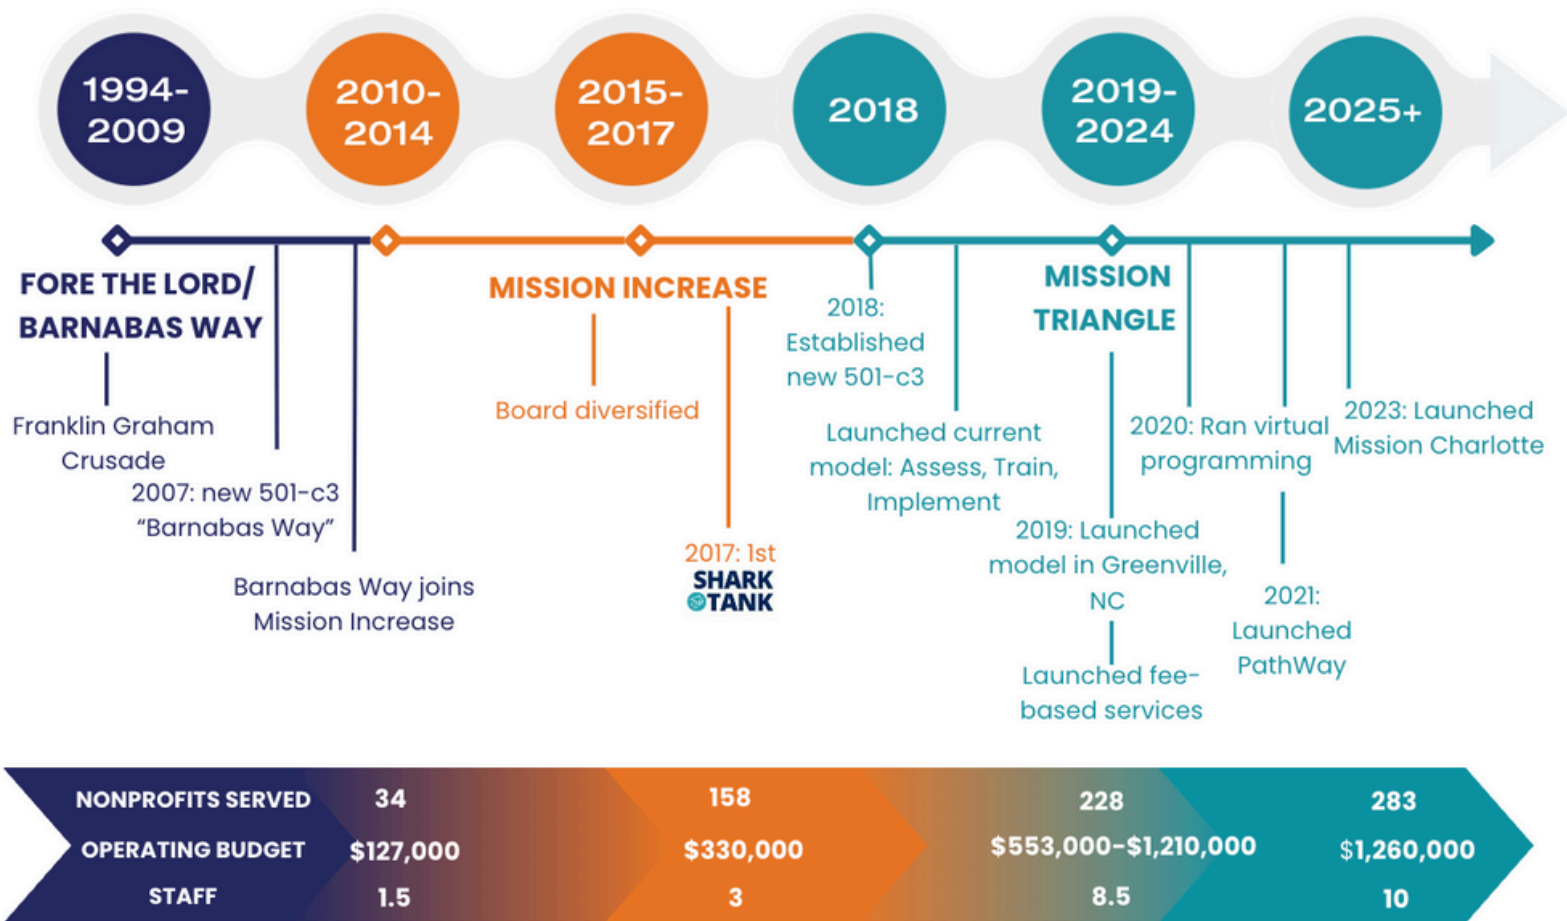 1994-
2009
2010-
2014
2015-
2017
2018
2019-
2024
2025+
FORE THE LORD/
BARNABAS WAY
Franklin Graham
Crusade
2007: new 501-c3
“Barnabas Way”
Barnabas Way joins
Mission Increase
MISSION INCREASE
Board diversified
2017: 1st
SHARK
TANK
2018:
Established
new 501-c3
Launched current
model: Assess, Train,
Implement
MISSION
TRIANGLE
2019: Launched
model in Greenville,
NC
Launched fee-
based services
2020: Ran virtual
programming
2021:
Launched
PathWay
2023: Launched
Mission Charlotte
NONPROFITS SERVED 34 158 228 283
OPERATING BUDGET $127,000 $330,000 $553,000-$1,210,000 $1,260,000
STAFF 1.5 3 8.5 10